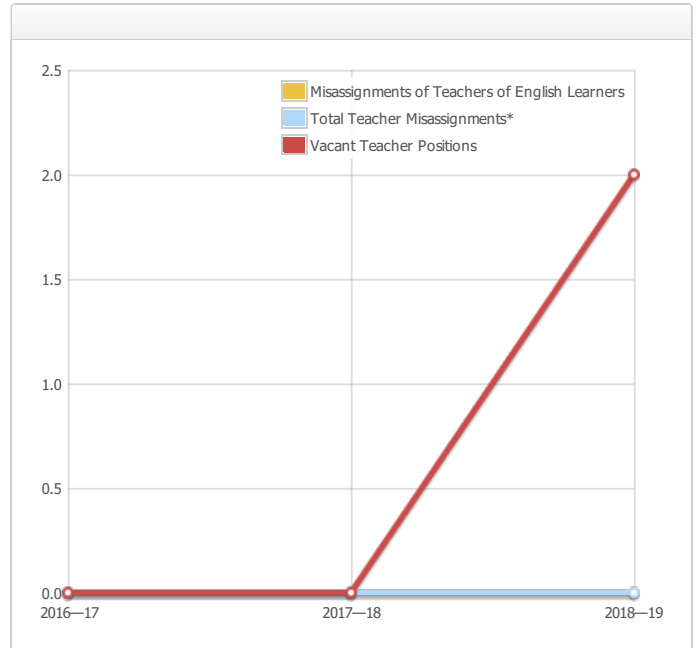 2.5
Misassignments of Teachers of English Learners
Total Teacher Misassignments*
Vacant Teacher Positions
2.0
1.5
1.0
0.5
0.0
2016—17 2017—18 2018—19